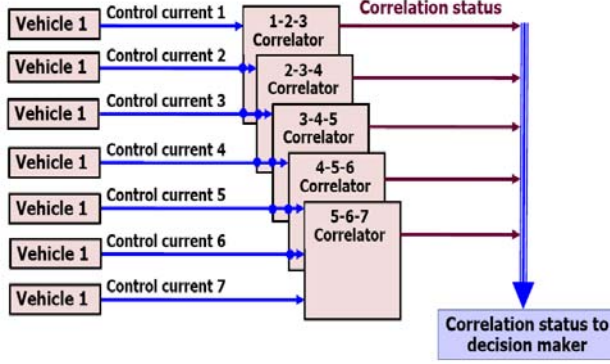 Vehicle 1
Control current 1
1-2-3
Correlator
Correlation status
Vehicle 1
Control current 2
2-3-4
Correlator
Vehicle 1
Control current 3
3-4-5
Correlator
Vehicle 1
Control current 4
4-5-6
Correlator
Vehicle 1
Control current 5
5-6-7
Correlator
Vehicle 1
Control current 6
Vehicle 1
Control current 7
Correlation status to
decision maker